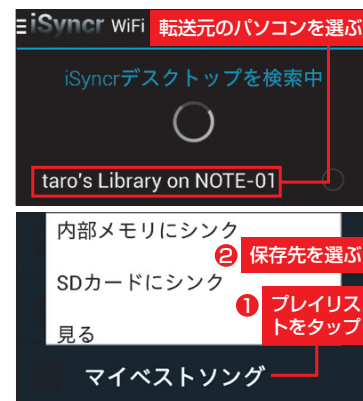 iSyncr WiFi
転送元のパソコンを選ぶ
iSyncrデスクトップを検索中
taro's Library on NOTE-01
内部メモリにシンク
❷ 保存先を選ぶ
SDカードにシンク
❶ プレイリス
トをタップ
見る
マイベストソング